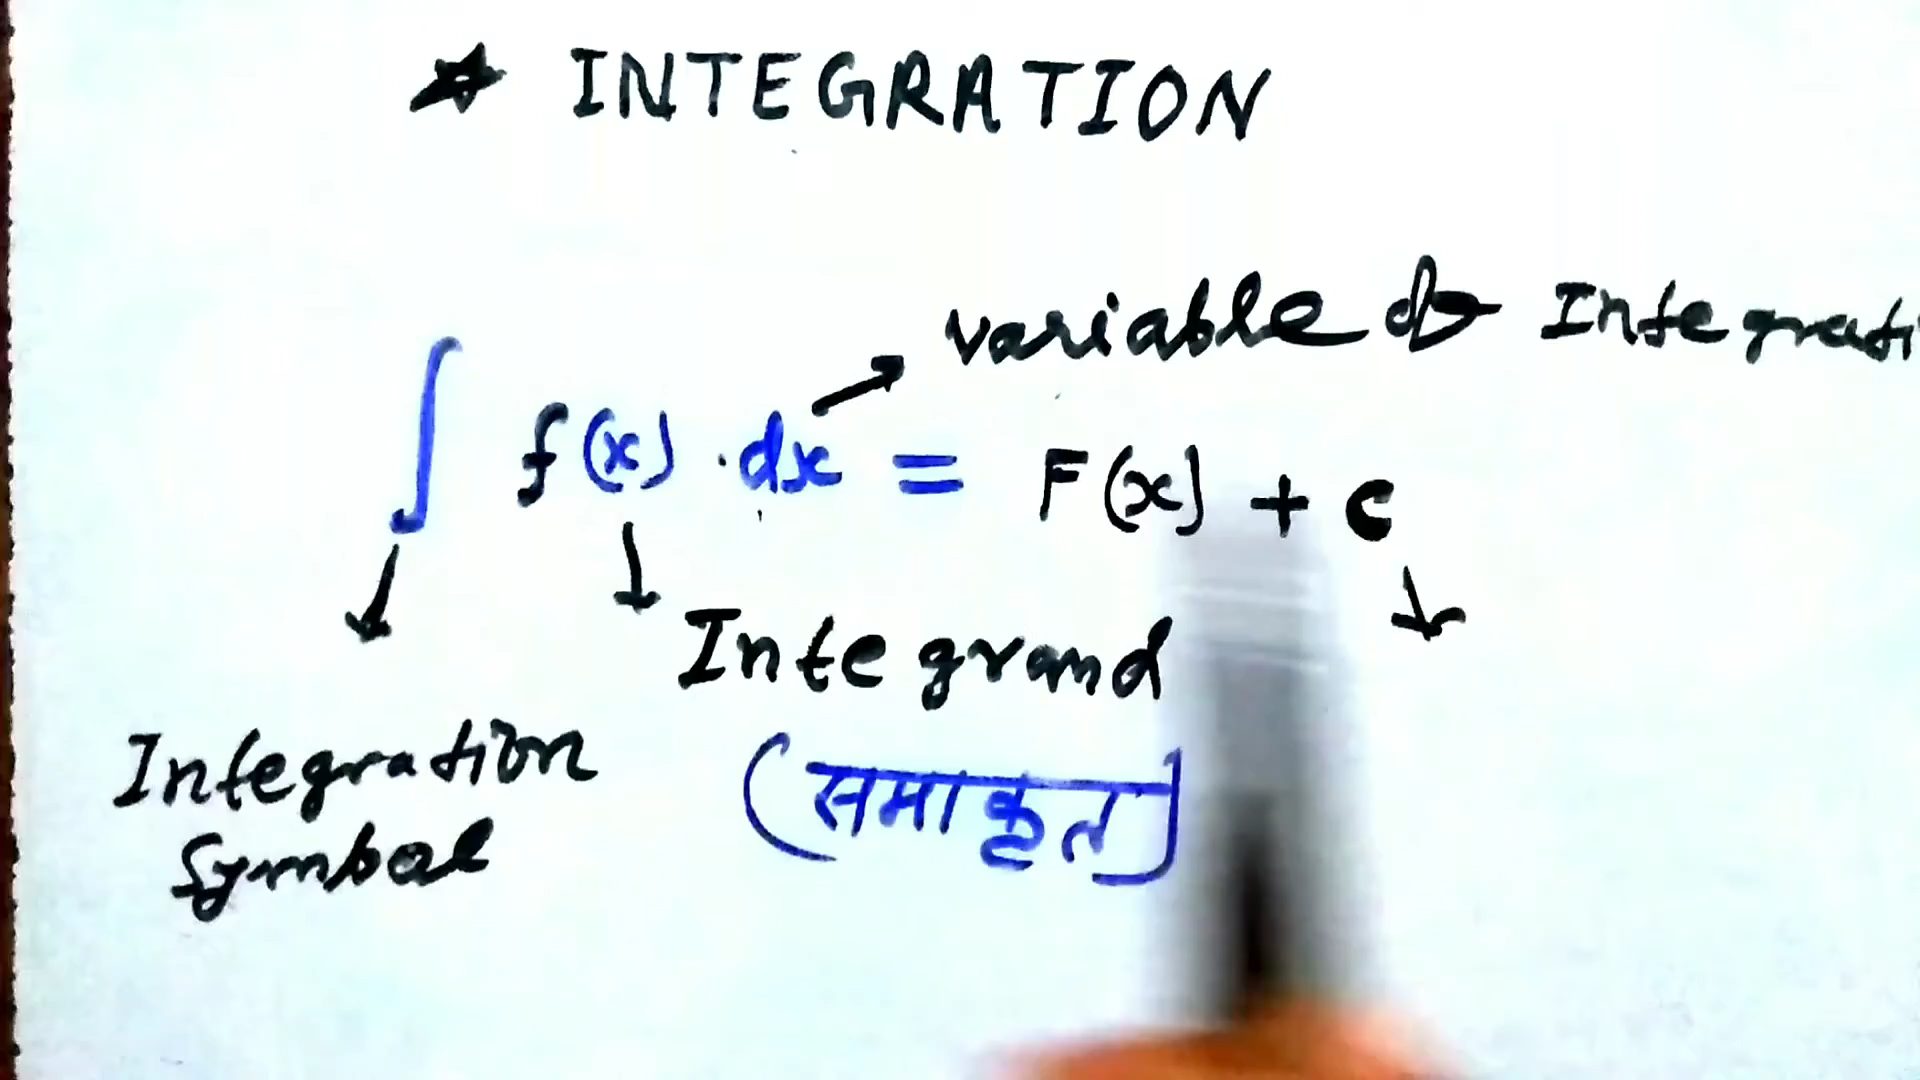 ★ INTEGRATION
variable of Integrati
∫ f(x) . dx = F(x) + c
Integrand
Integration
Symbol
(समाकृत)